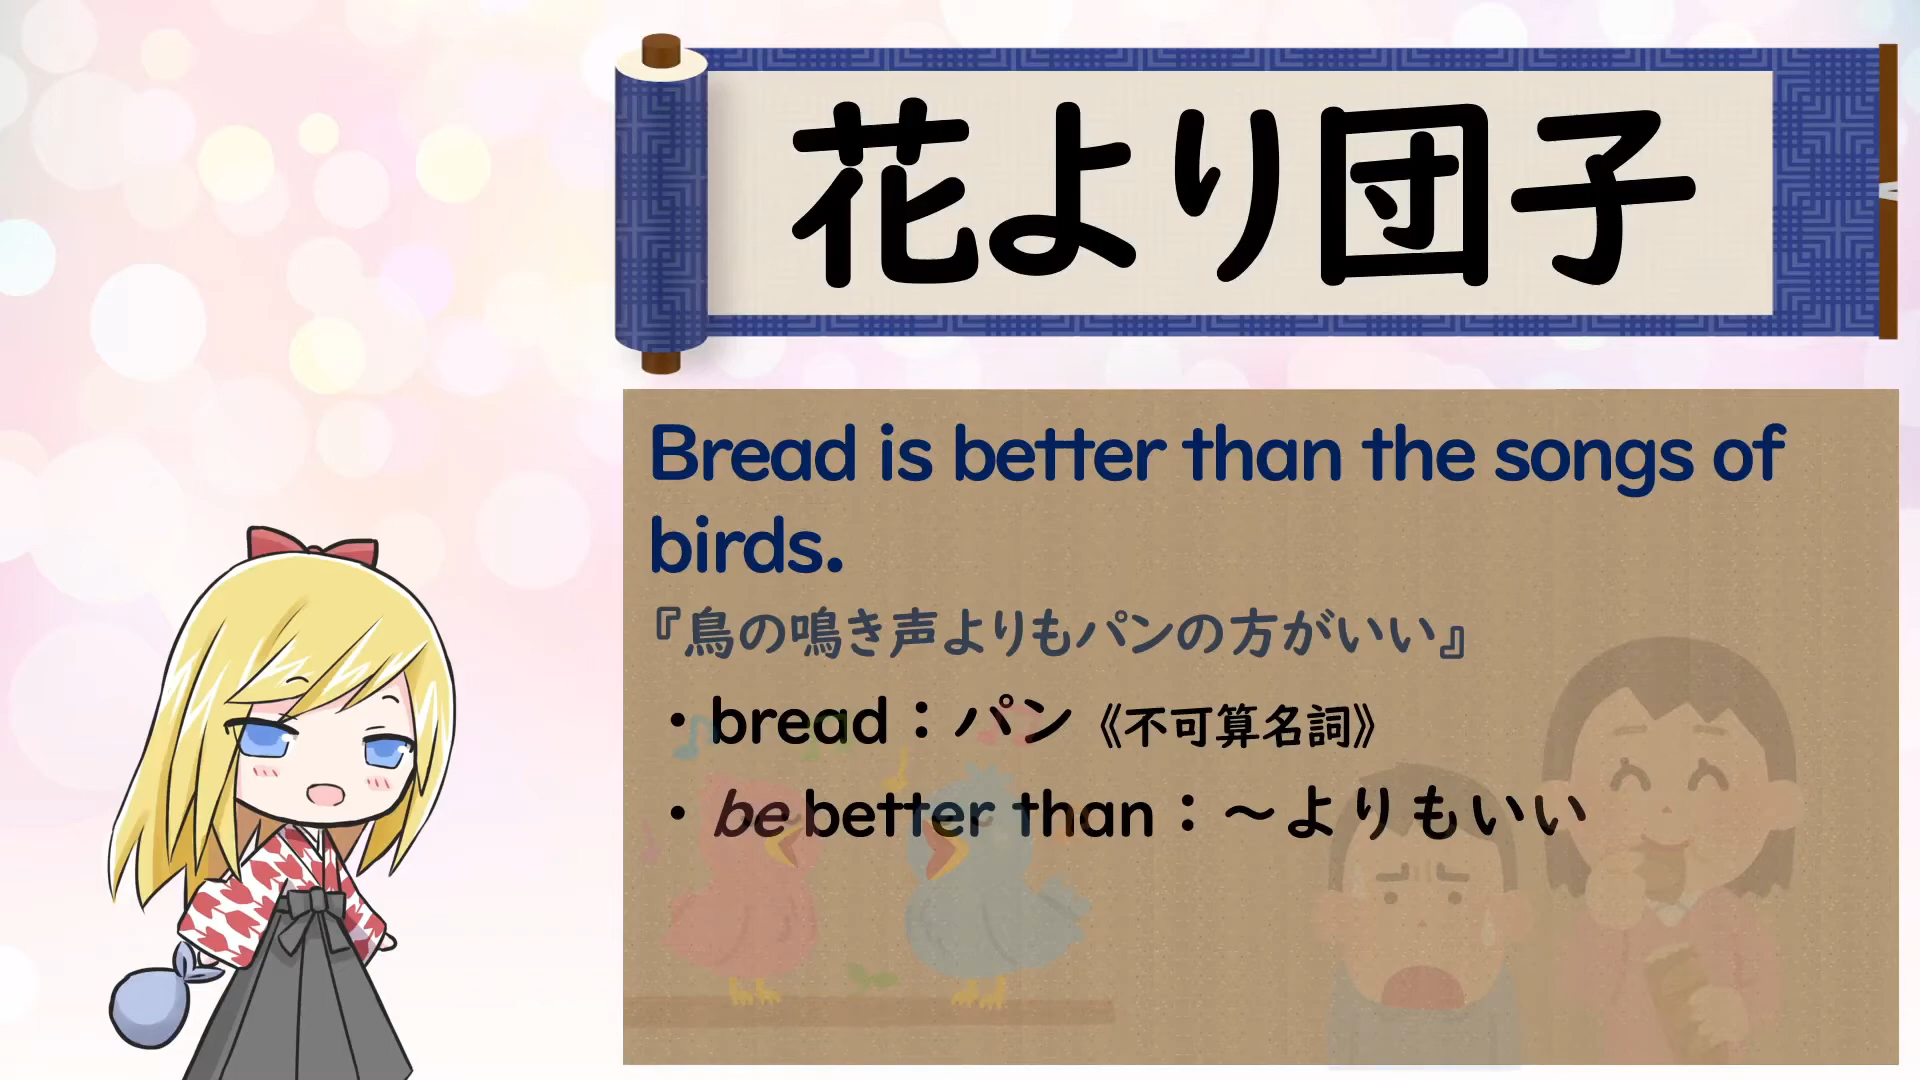 花より団子
Bread is better than the songs of
birds.
『鳥の鳴き声よりもパンの方がいい』
・bread：パン《不可算名詞》
・be better than：～よりもいい